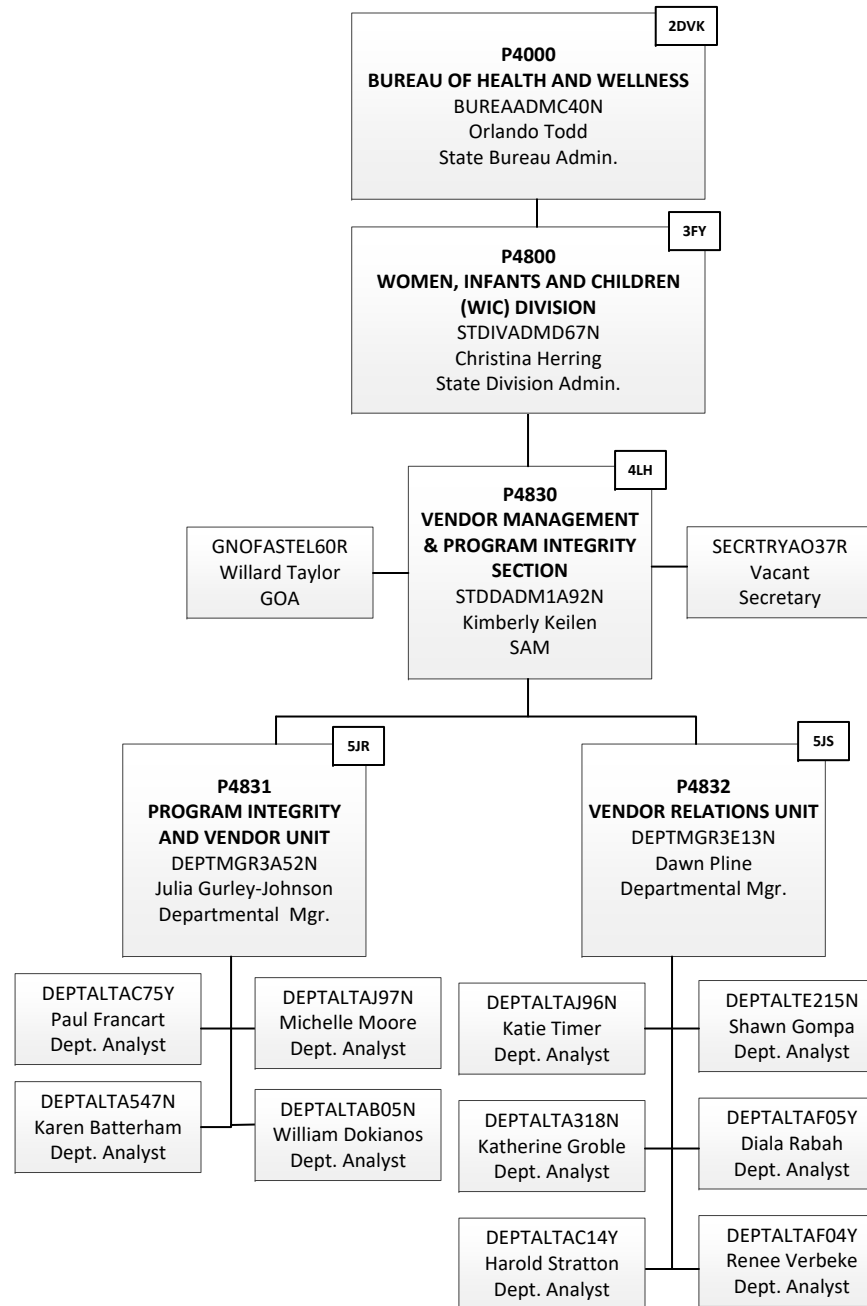 2DVK
P4000
BUREAU OF HEALTH AND WELLNESS
BUREAADMC40N
Orlando Todd
State Bureau Admin.
3FY
P4800
WOMEN, INFANTS AND CHILDREN
(WIC) DIVISION
STDIVADMD67N
Christina Herring
State Division Admin.
4LH
P4830
VENDOR MANAGEMENT
& PROGRAM INTEGRITY
SECTION
STDDADM1A92N
Kimberly Keilen
SAM
GNOFASTEL60R
Willard Taylor
GOA
SECRTRYAO37R
Vacant
Secretary
5JR
P4831
PROGRAM INTEGRITY
AND VENDOR UNIT
DEPTMGR3A52N
Julia Gurley-Johnson
Departmental  Mgr.
5JS
P4832
VENDOR RELATIONS UNIT
DEPTMGR3E13N
Dawn Pline
Departmental Mgr.
DEPTALTAC75Y
Paul Francart
Dept. Analyst
DEPTALTAJ97N
Michelle Moore
Dept. Analyst
DEPTALTA547N
Karen Batterham
Dept. Analyst
DEPTALTAB05N
William Dokianos
Dept. Analyst
DEPTALTAJ96N
Katie Timer
Dept. Analyst
DEPTALTE215N
Shawn Gompa
Dept. Analyst
DEPTALTA318N
Katherine Groble
Dept. Analyst
DEPTALTAF05Y
Diala Rabah
Dept. Analyst
DEPTALTAC14Y
Harold Stratton
Dept. Analyst
DEPTALTAF04Y
Renee Verbeke
Dept. Analyst